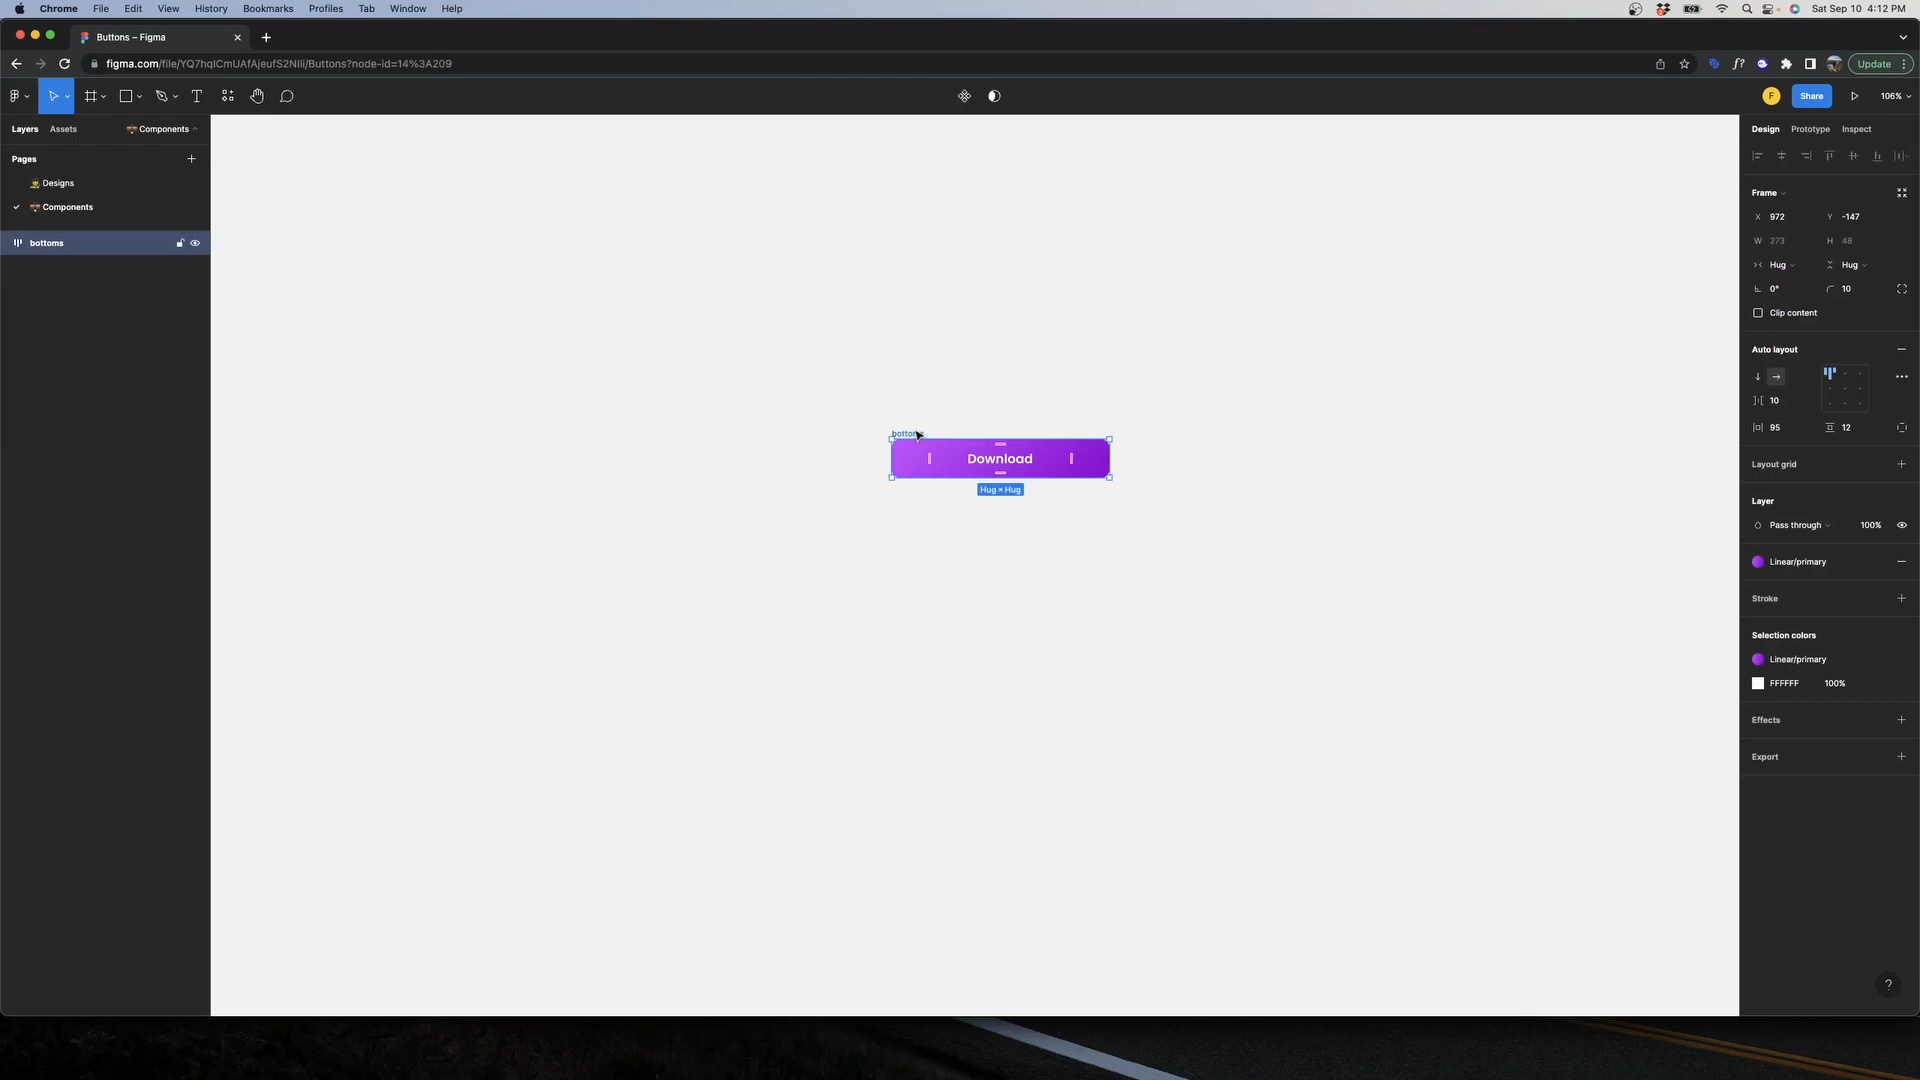 Chrome File Edit View History Bookmarks Profiles Tab Window Help
Sat Sep 10 4:12 PM
Buttons – Figma
figma.com/file/YQ7hqICmUAfAjeufS2NIli/Buttons?node-id=14%3A209
f?
Update
T
F
Share
106%
Layers
Assets
Components
Pages
Designs
Components
bottoms
bottoms
Download
Hug × Hug
Design
Prototype
Inspect
Frame
X 972
Y -147
W 273
H 48
Hug
Hug
0°
10
Clip content
Auto layout
10
95
12
Layout grid
Layer
Pass through
100%
Linear/primary
Stroke
Selection colors
Linear/primary
FFFFFF
100%
Effects
Export
?